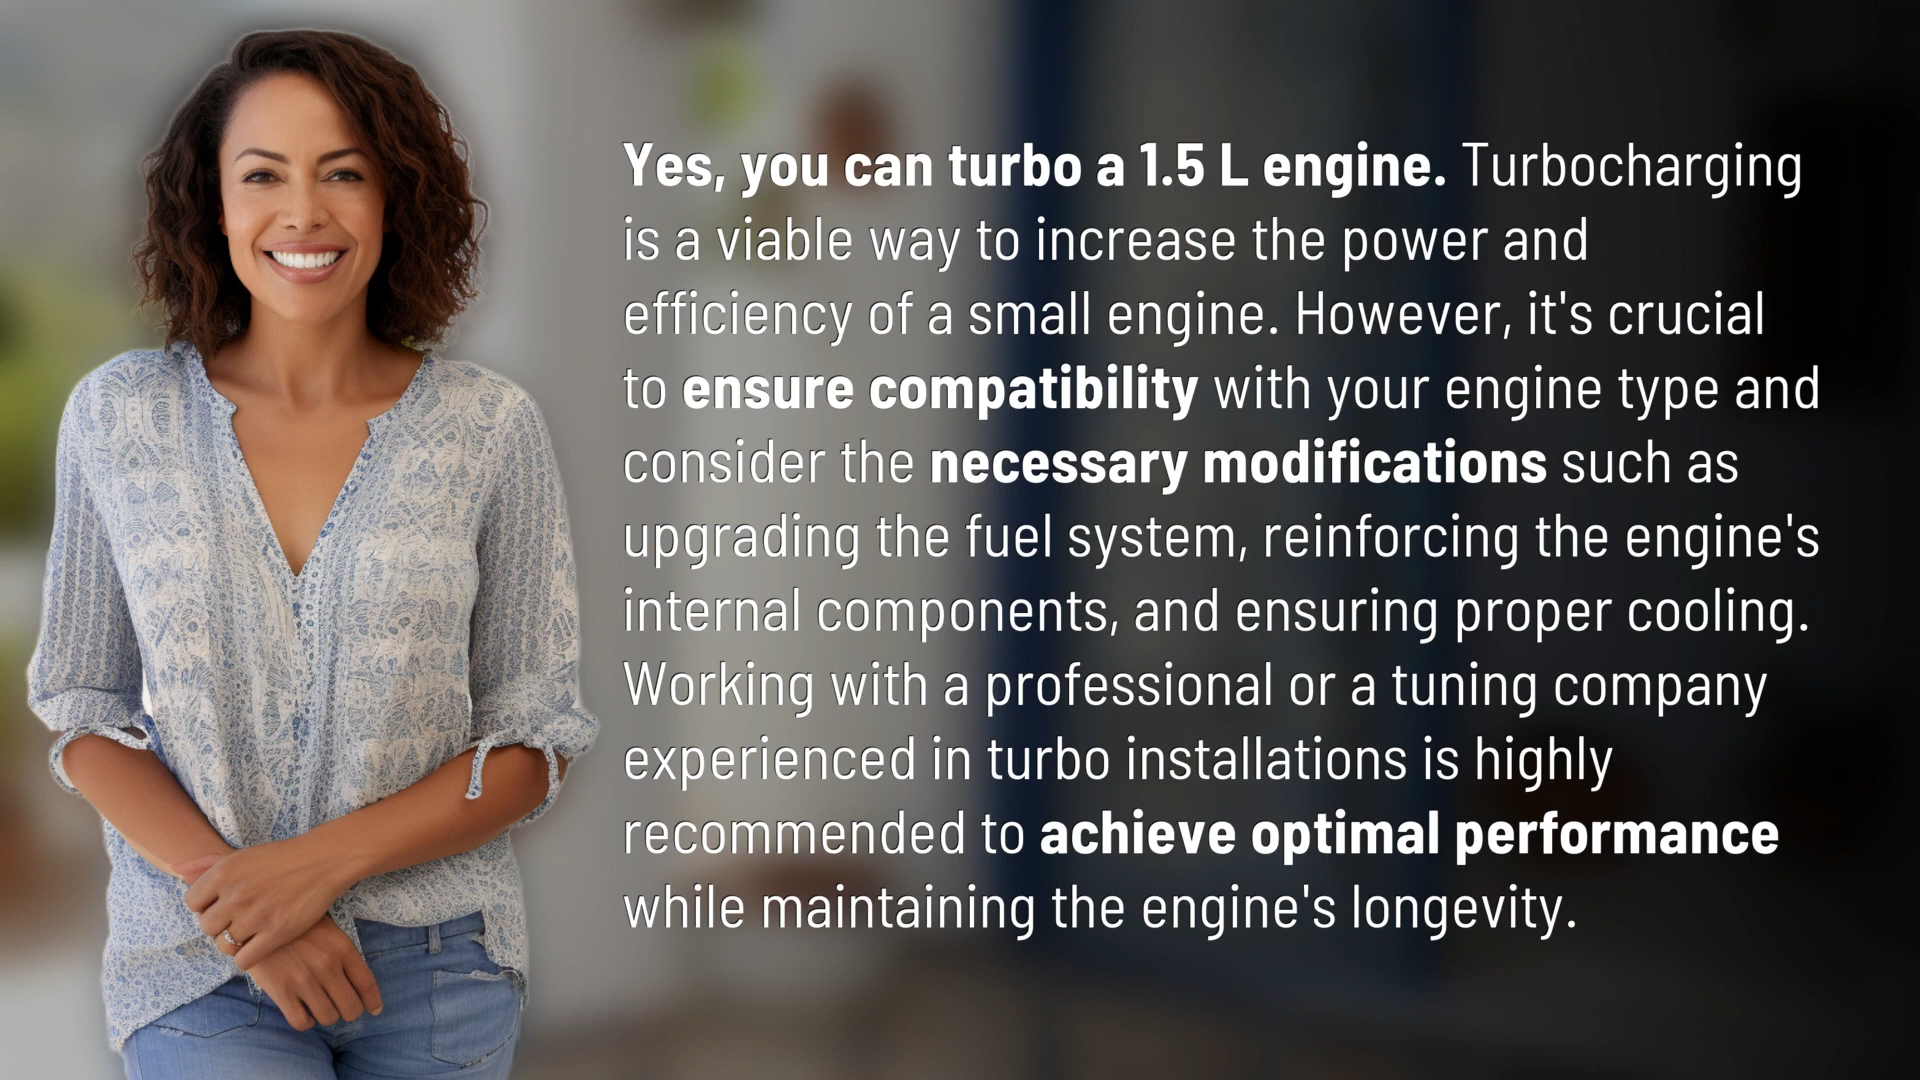 Yes, you can turbo a 1.5 L engine. Turbocharging
is a viable way to increase the power and
efficiency of a small engine. However, it's crucial
to ensure compatibility with your engine type and
consider the necessary modifications such as
upgrading the fuel system, reinforcing the engine's
internal components, and ensuring proper cooling.
Working with a professional or a tuning company
experienced in turbo installations is highly
recommended to achieve optimal performance
while maintaining the engine's longevity.